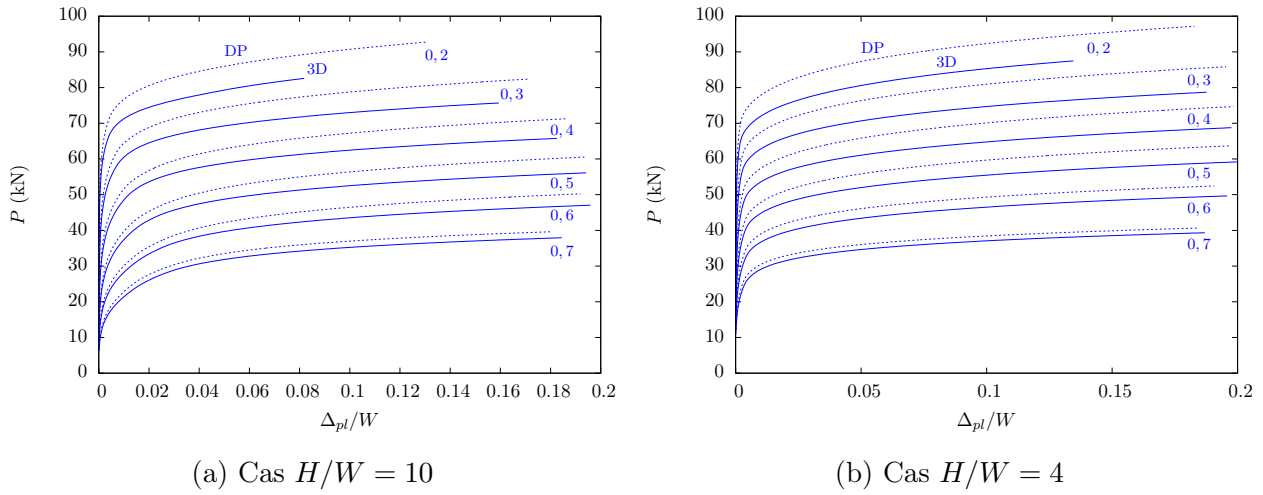 100
90
80
70
60
50
40
30
20
10
0
P (kN)
DP
3D
0, 2
0, 3
0, 4
0, 5
0, 6
0, 7
0 0.02 0.04 0.06 0.08 0.1 0.12 0.14 0.16 0.18 0.2
Δpl/W
(a) Cas H/W = 10
100
90
80
70
60
50
40
30
20
10
0
P (kN)
DP
3D
0, 2
0, 3
0, 4
0, 5
0, 6
0, 7
0 0.05 0.1 0.15 0.2
Δpl/W
(b) Cas H/W = 4